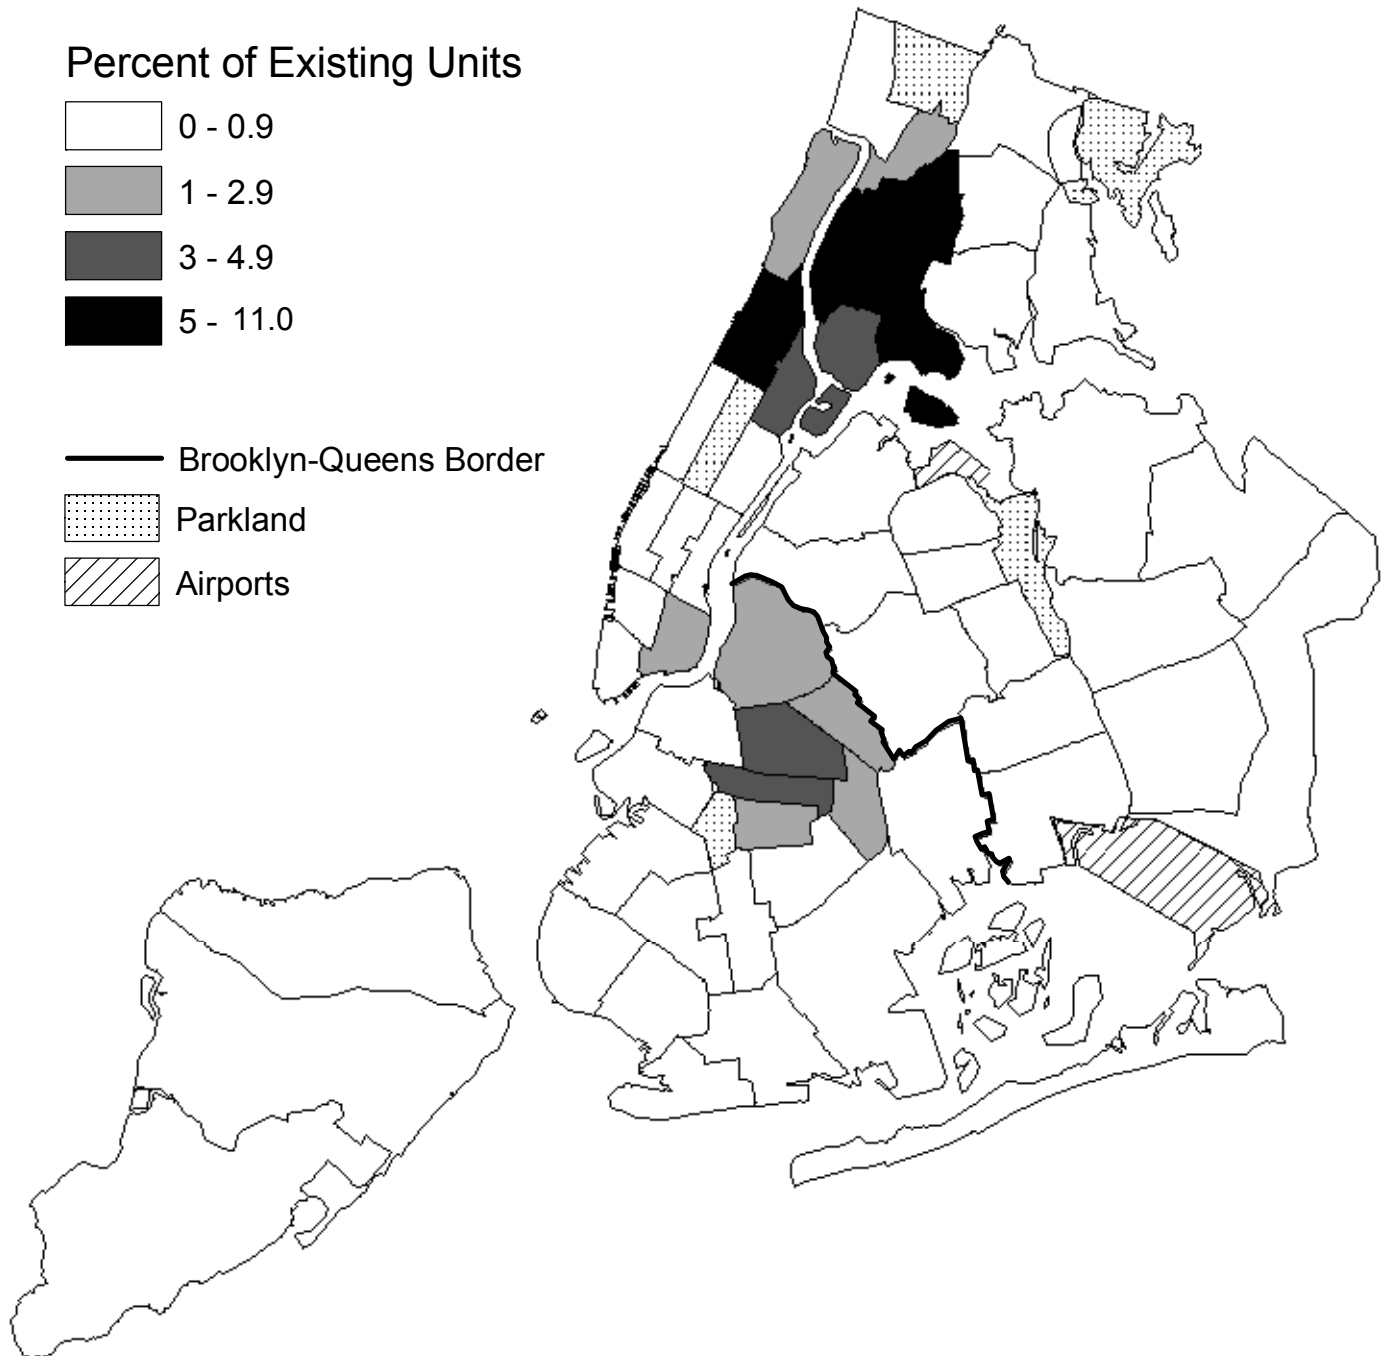 Percent of Existing Units
0 - 0.9
1 - 2.9
3 - 4.9
5 - 11.0
Brooklyn-Queens Border
Parkland
Airports